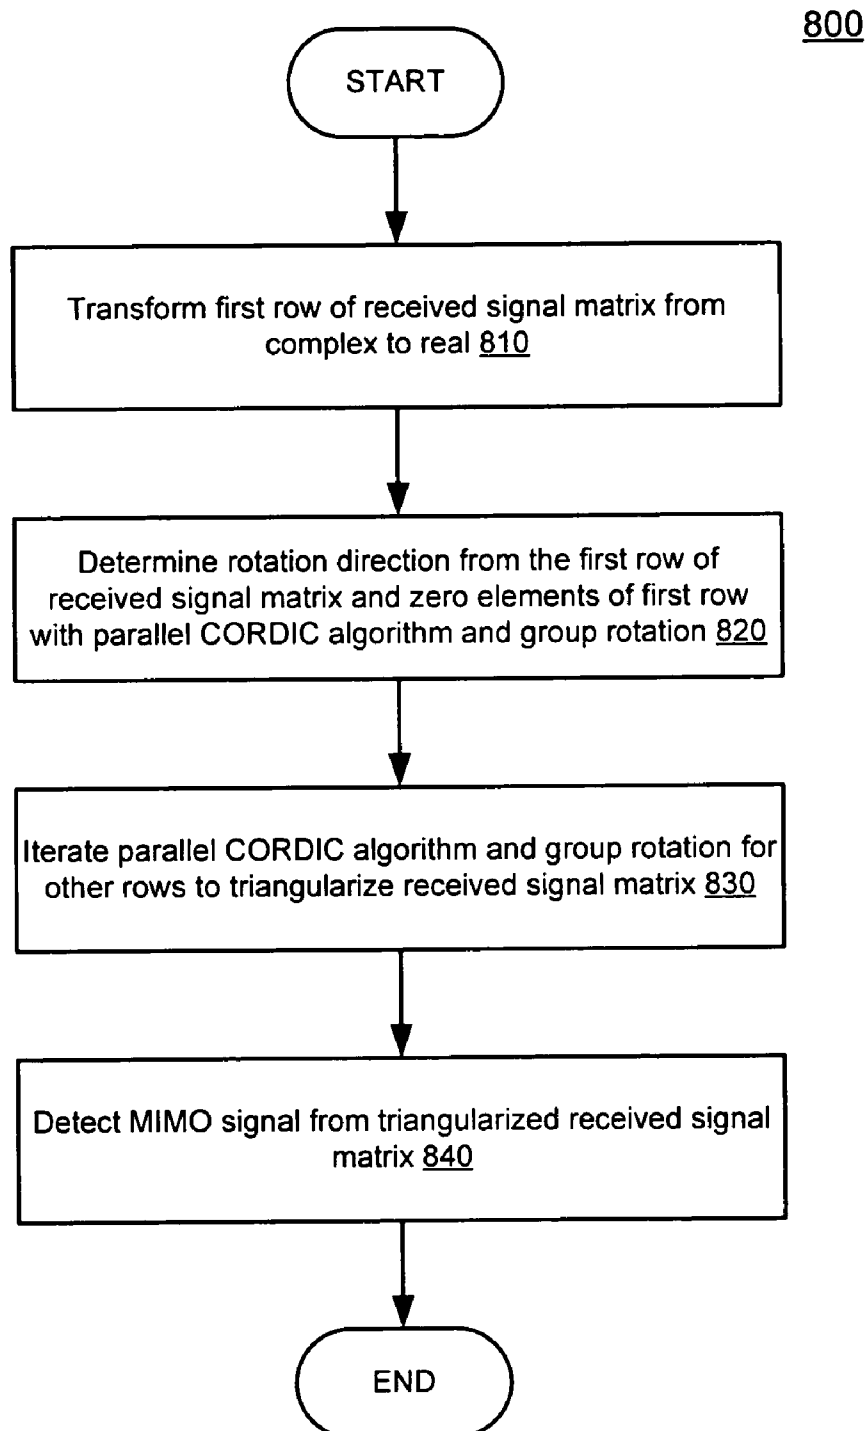 800
START
Transform first row of received signal matrix from
complex to real 810
Determine rotation direction from the first row of
received signal matrix and zero elements of first row
with parallel CORDIC algorithm and group rotation 820
Iterate parallel CORDIC algorithm and group rotation for
other rows to triangularize received signal matrix 830
Detect MIMO signal from triangularized received signal
matrix 840
END